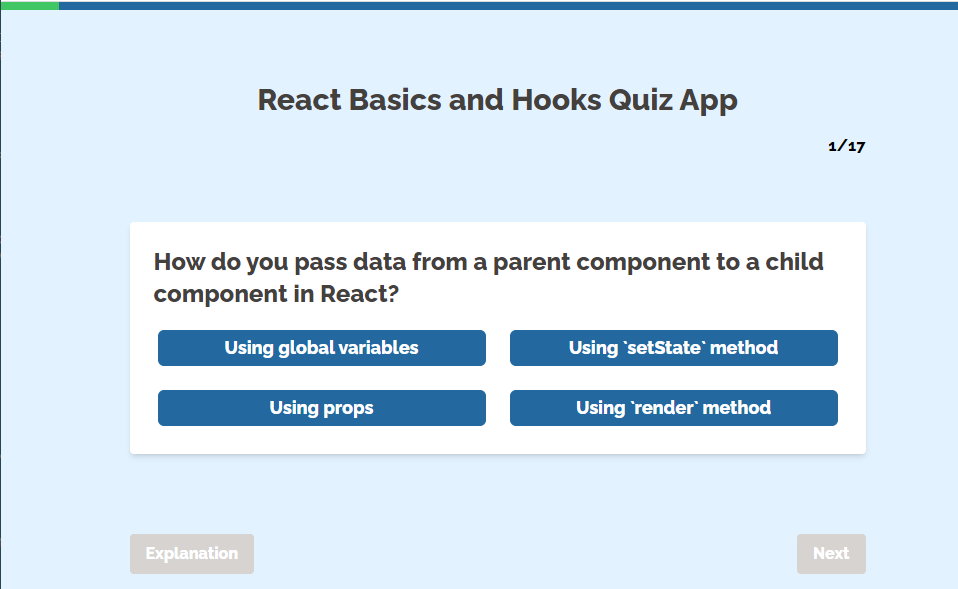 React Basics and Hooks Quiz App
1/17
How do you pass data from a parent component to a child
component in React?
Using global variables
Using `setState` method
Using props
Using `render` method
Explanation
Next